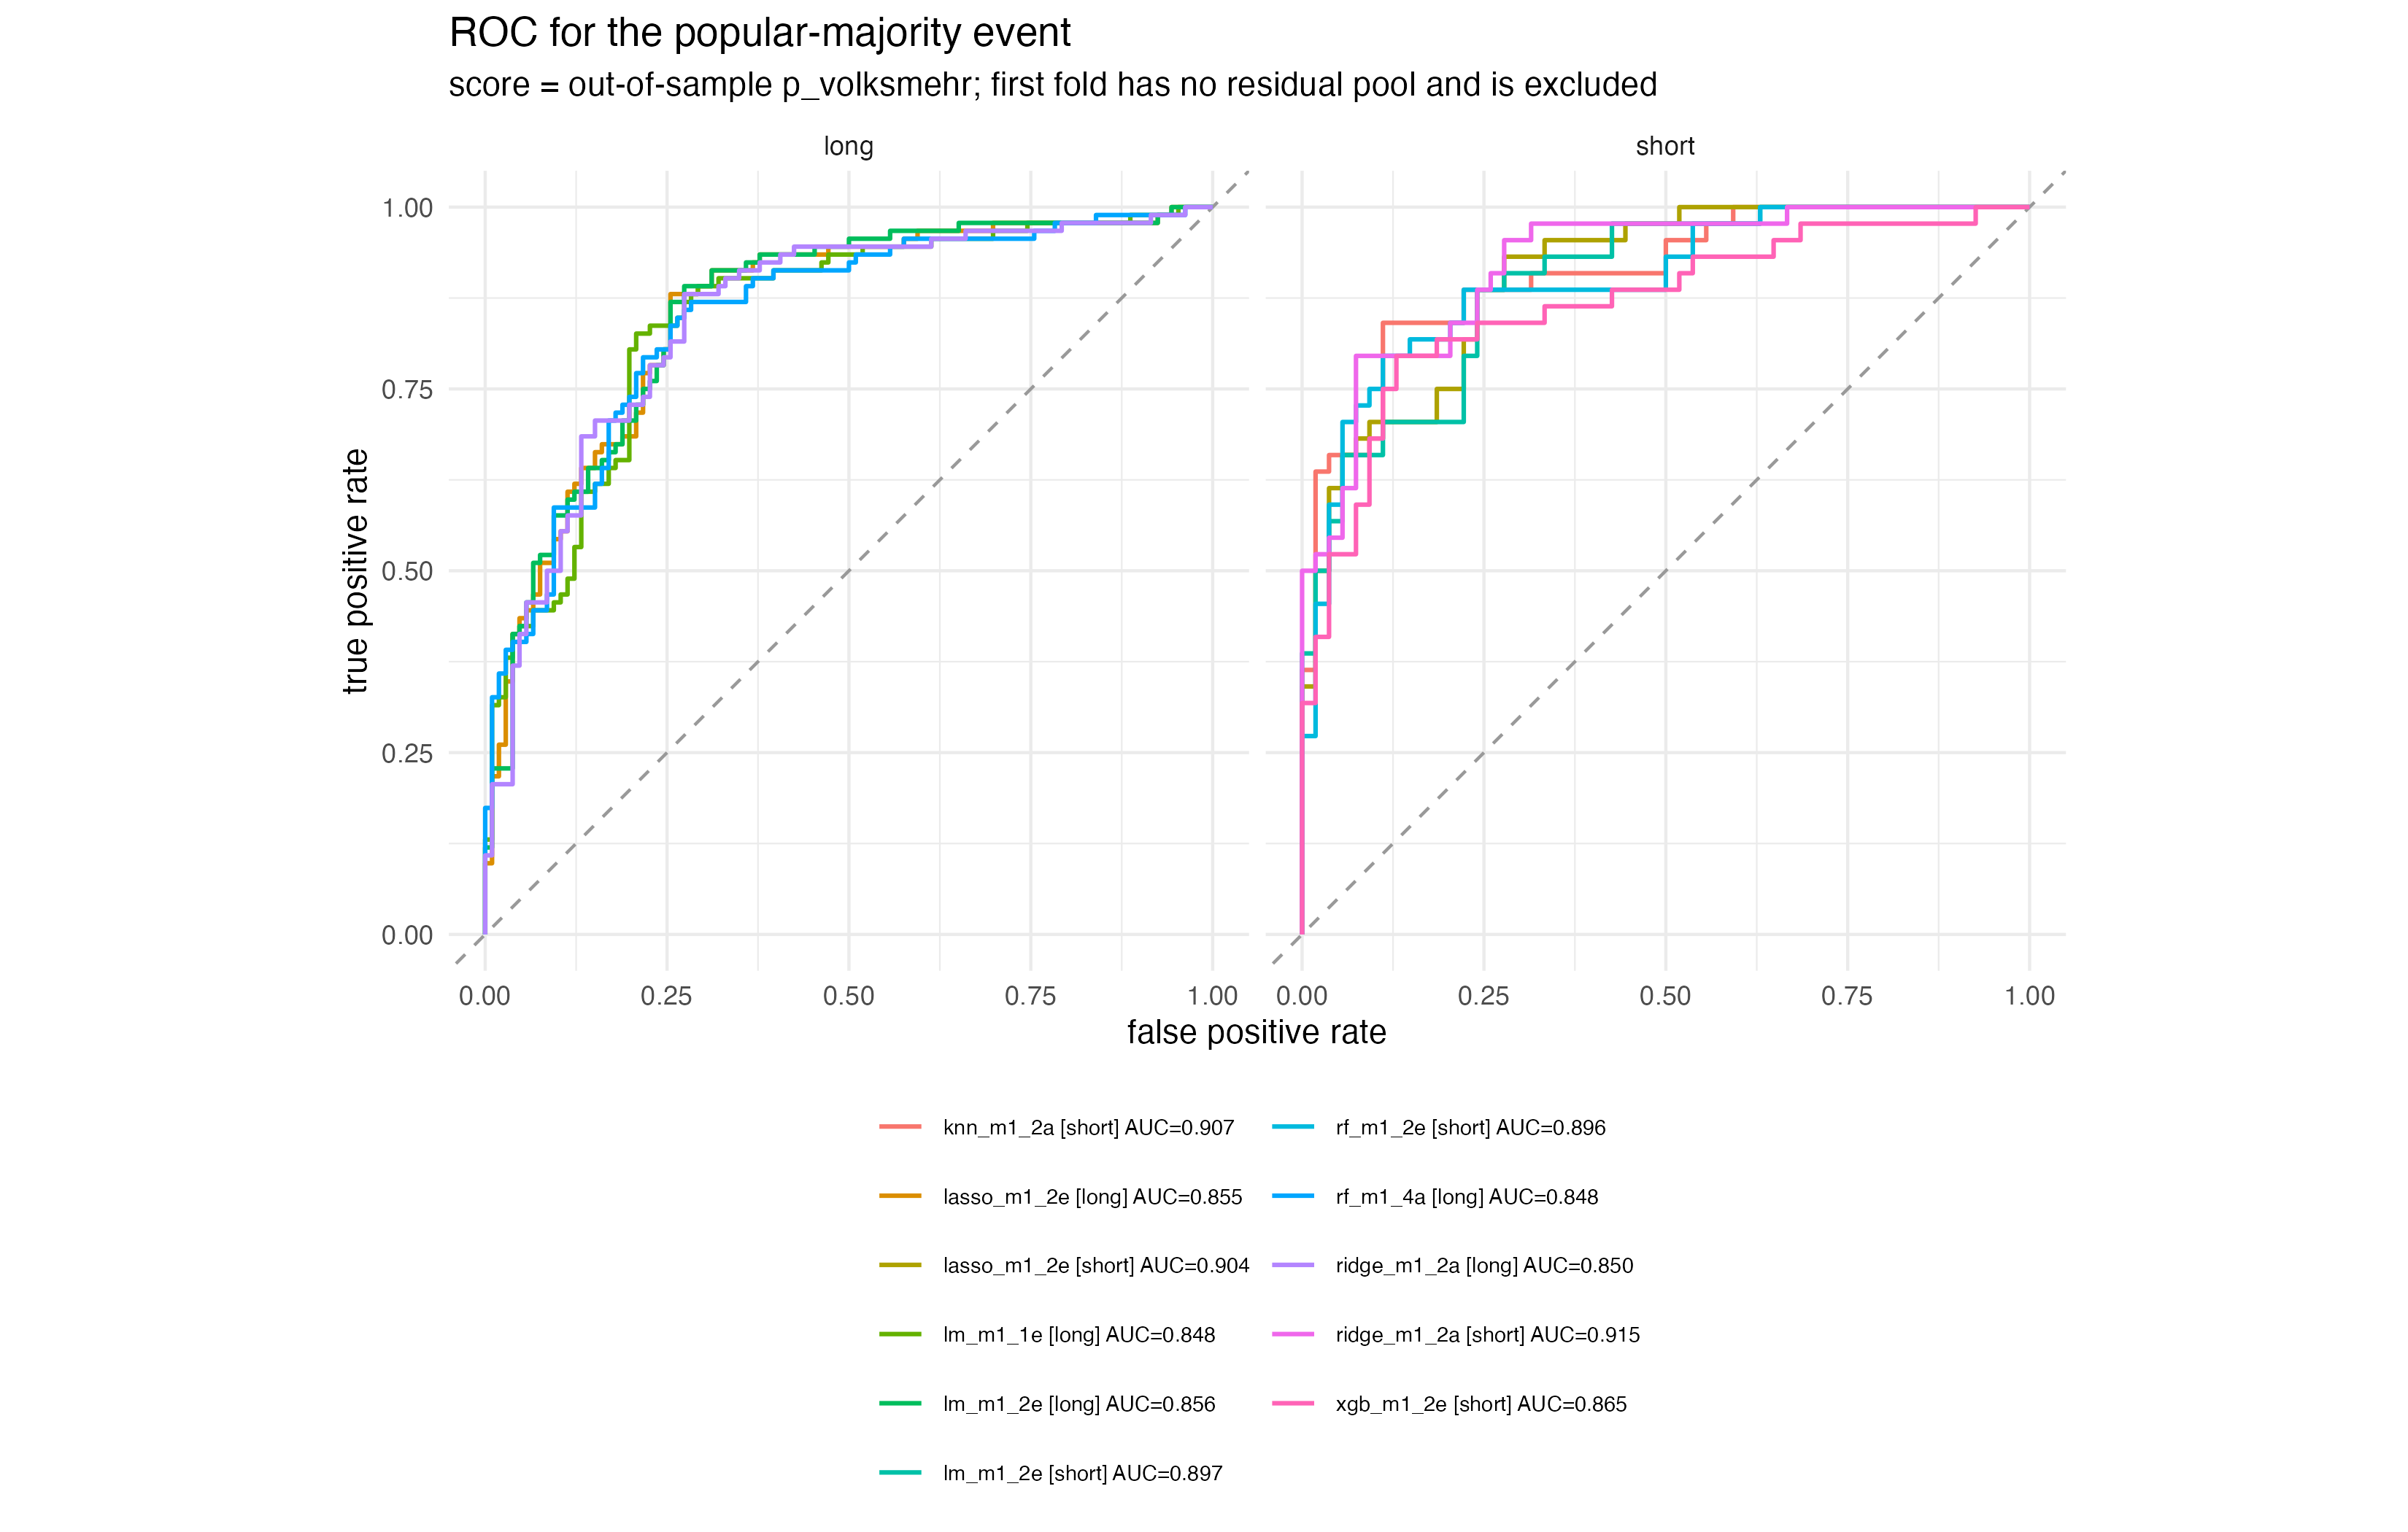 ROC for the popular-majority event
score = out-of-sample p_volksmehr; first fold has no residual pool and is excluded
long
short
true positive rate
1.00
0.75
0.50
0.25
0.00
0.00 0.25 0.50 0.75 1.00
0.00 0.25 0.50 0.75 1.00
false positive rate
knn_m1_2a [short] AUC=0.907
lasso_m1_2e [long] AUC=0.855
lasso_m1_2e [short] AUC=0.904
lm_m1_1e [long] AUC=0.848
lm_m1_2e [long] AUC=0.856
lm_m1_2e [short] AUC=0.897
rf_m1_2e [short] AUC=0.896
rf_m1_4a [long] AUC=0.848
ridge_m1_2a [long] AUC=0.850
ridge_m1_2a [short] AUC=0.915
xgb_m1_2e [short] AUC=0.865